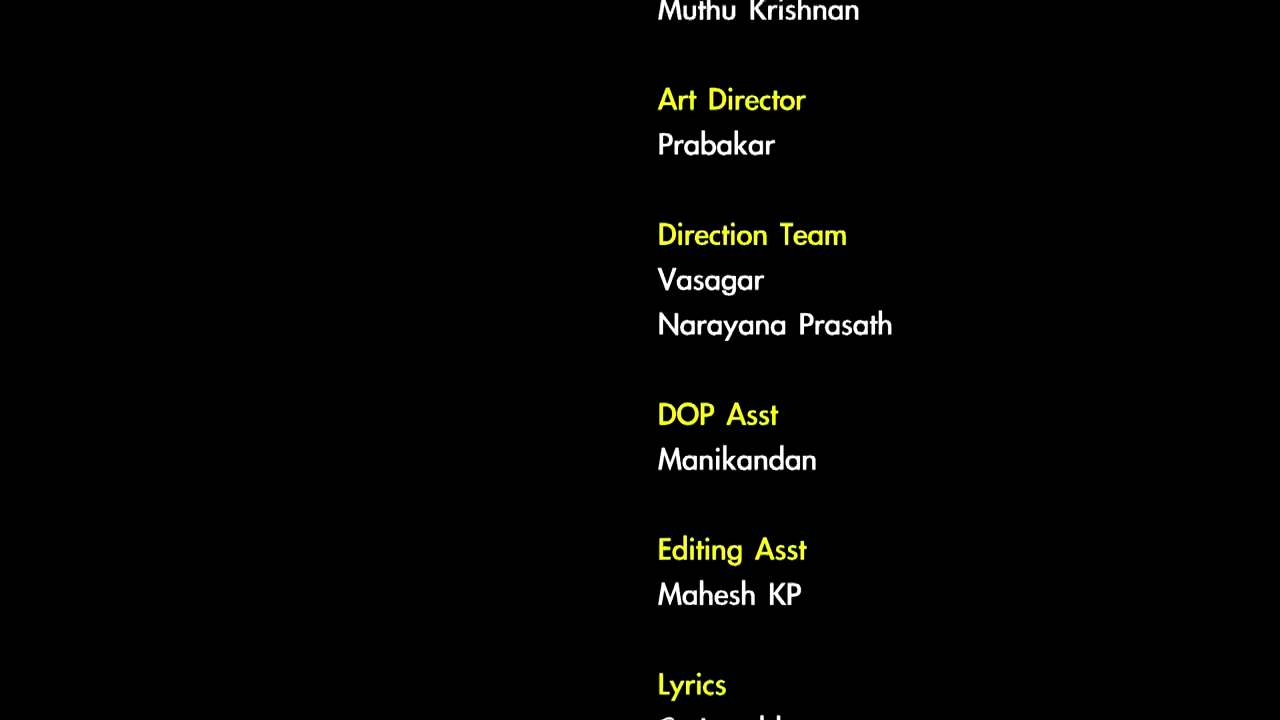 Muthu Krishnan
Art Director
Prabakar
Direction Team
Vasagar
Narayana Prasath
DOP Asst
Manikandan
Editing Asst
Mahesh KP
Lyrics